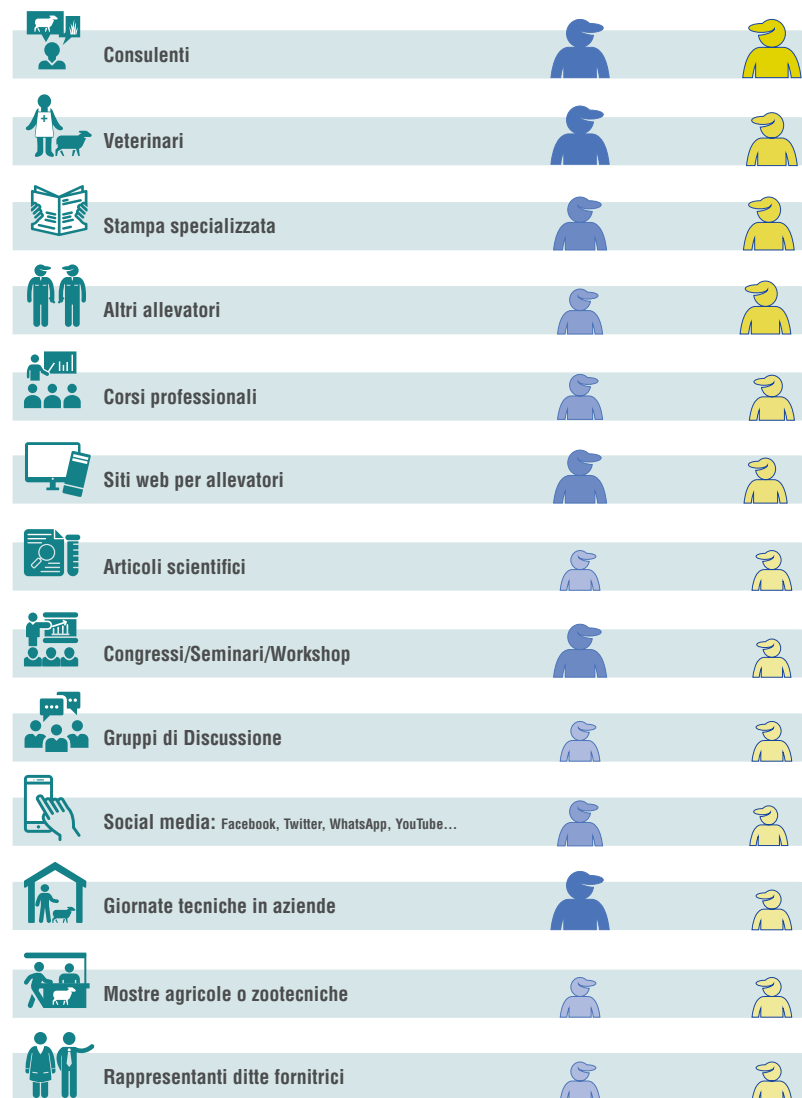 Consulenti
Veterinari
Stampa specializzata
Altri allevatori
Corsi professionali
Siti web per allevatori
Articoli scientifici
Congressi/Seminari/Workshop
Gruppi di Discussione
Social media: Facebook, Twitter, WhatsApp, YouTube...
Giornate tecniche in aziende
Mostre agricole o zootecniche
Rappresentanti ditte fornitrici